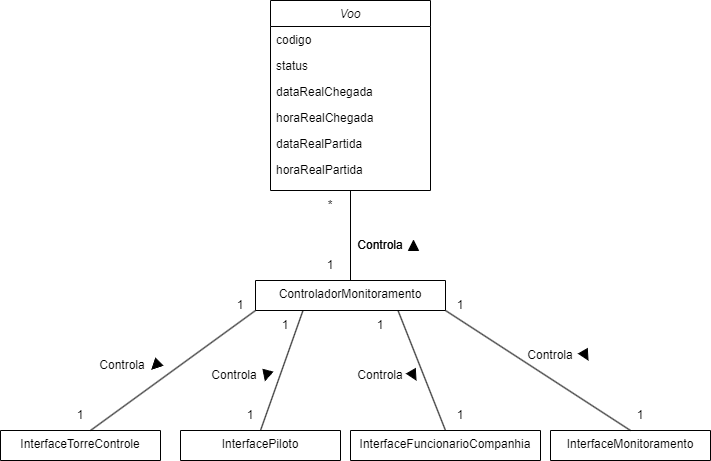 Voo
codigo
status
dataRealChegada
horaRealChegada
dataRealPartida
horaRealPartida
*
Controla
1
ControladorMonitoramento
1
1
1
1
Controla
Controla
Controla
Controla
1
1
1
1
InterfaceTorreControle
InterfacePiloto
InterfaceFuncionarioCompanhia
InterfaceMonitoramento